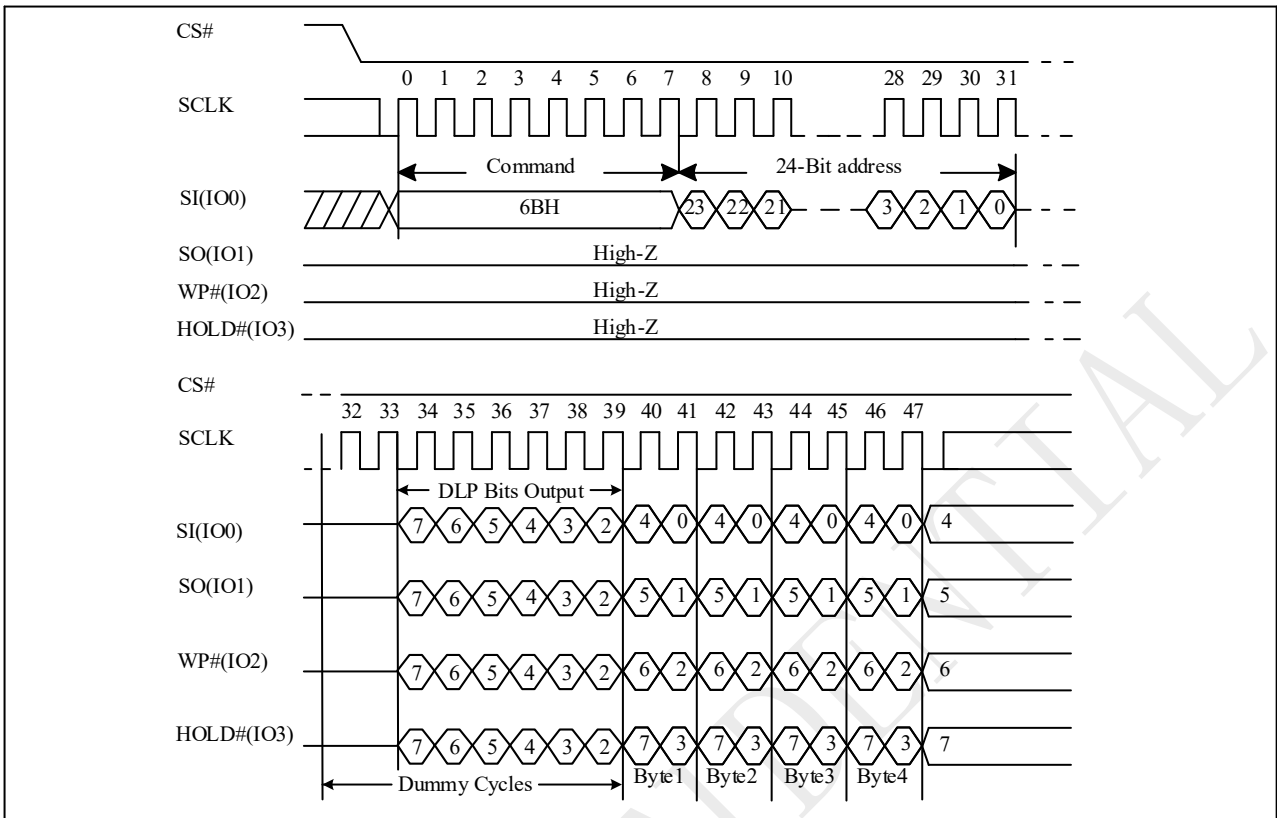 CS#
0 1 2 3 4 5 6 7 8 9 10 28 29 30 31
SCLK
Command 24-Bit address
SI(IO0) 6BH 23 22 21 3 2 1 0
SO(IO1) High-Z
WP#(IO2) High-Z
HOLD#(IO3) High-Z
CS#
32 33 34 35 36 37 38 39 40 41 42 43 44 45 46 47
SCLK
DLP Bits Output
SI(IO0) 7 6 5 4 3 2 4 0 4 0 4 0 4 0 4
SO(IO1) 7 6 5 4 3 2 5 1 5 1 5 1 5 1 5
WP#(IO2) 7 6 5 4 3 2 6 2 6 2 6 2 6 2 6
HOLD#(IO3) 7 6 5 4 3 2 7 3 7 3 7 3 7 3 7
Byte1 Byte2 Byte3 Byte4
Dummy Cycles